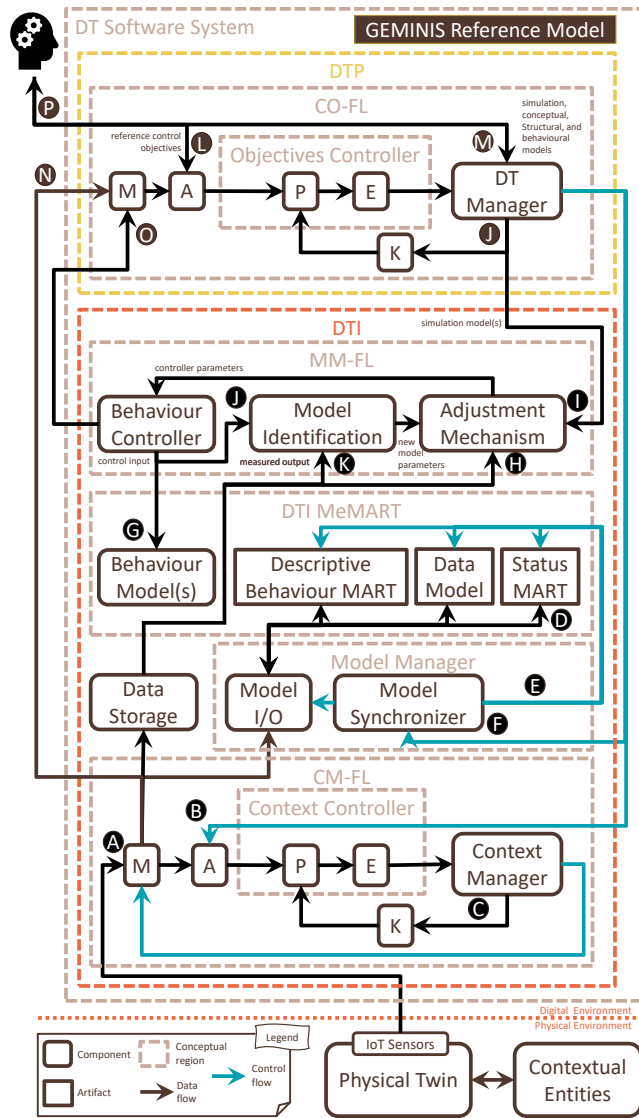 DT Software System
GEMINIS Reference Model
DTP
P
CO-FL
reference control
objectives
L
simulation,
conceptual,
Structural, and
behavioural
models
M
N
Objectives Controller
M
A
P
E
DT
Manager
O
J
K
DTI
simulation model(s)
MM-FL
controller parameters
Behaviour
Controller
J
Model
Identification
Adjustment
Mechanism
I
control input
measured output
K
new
model
parameters
H
DTI MeMART
G
Behaviour
Model(s)
Descriptive
Behaviour MART
Data
Model
Status
MART
D
Model Manager
Data
Storage
Model
I/O
Model
Synchronizer
E
F
CM-FL
B
Context Controller
A
M
A
P
E
Context
Manager
C
K
Digital Environment
Physical Environment
Legend
Component
Conceptual
region
Control
flow
Artifact
Data
flow
IoT Sensors
Physical Twin
Contextual
Entities